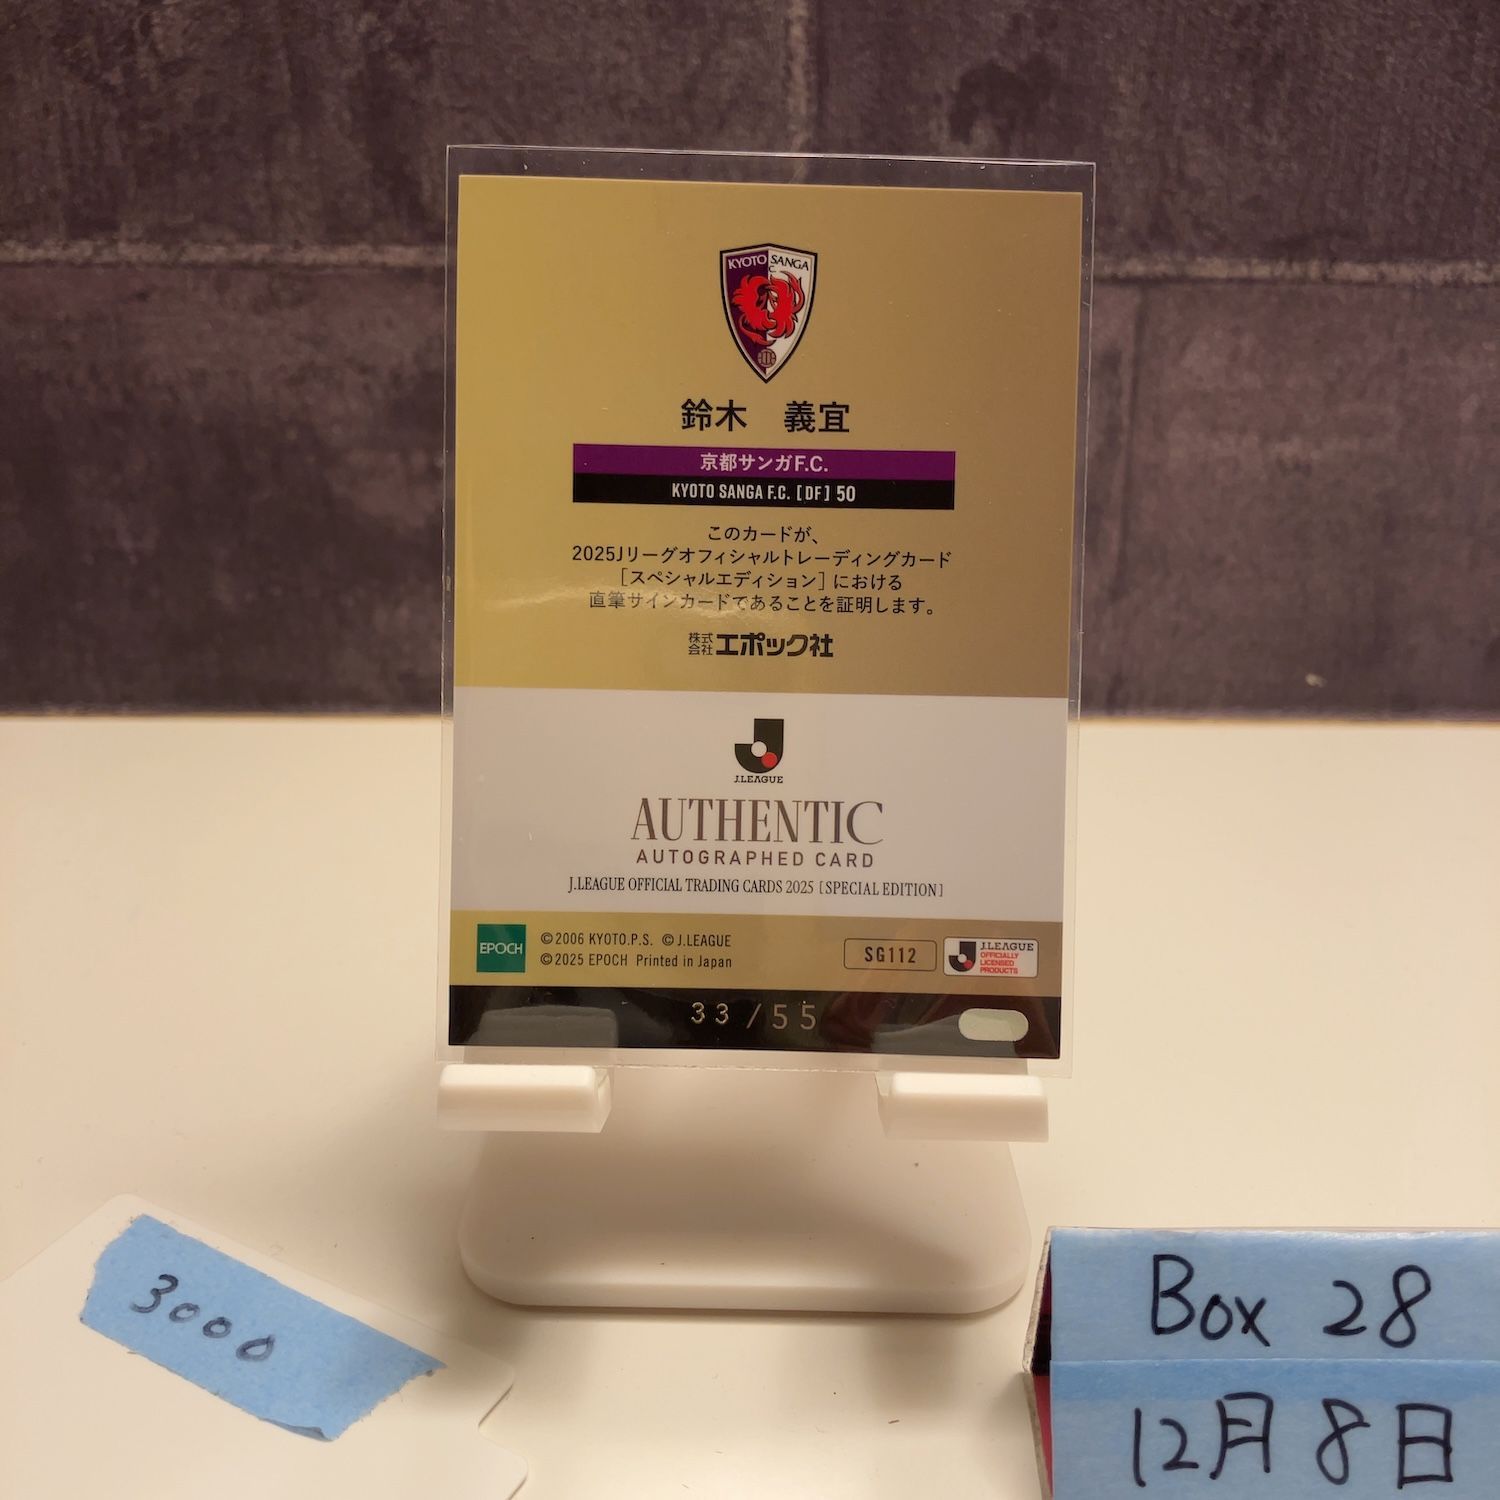 KYOTO SANGA
F.C.
鈴木　義宜
京都サンガF.C.
KYOTO SANGA F.C. [DF] 50
このカードが、
2025Jリーグオフィシャルトレーディングカード
[スペシャルエディション] における
直筆サインカードであることを証明します。
株式会社エポック社
J.LEAGUE
AUTHENTIC
AUTOGRAPHED CARD
J.LEAGUE OFFICIAL TRADING CARDS 2025 [SPECIAL EDITION]
EPOCH
©2006 KYOTO.P.S. ©J.LEAGUE
©2025 EPOCH Printed in Japan
SG112
J.LEAGUE
OFFICIALLY
LICENSED
PRODUCTS
33/55
3000
Box 28
12月8日